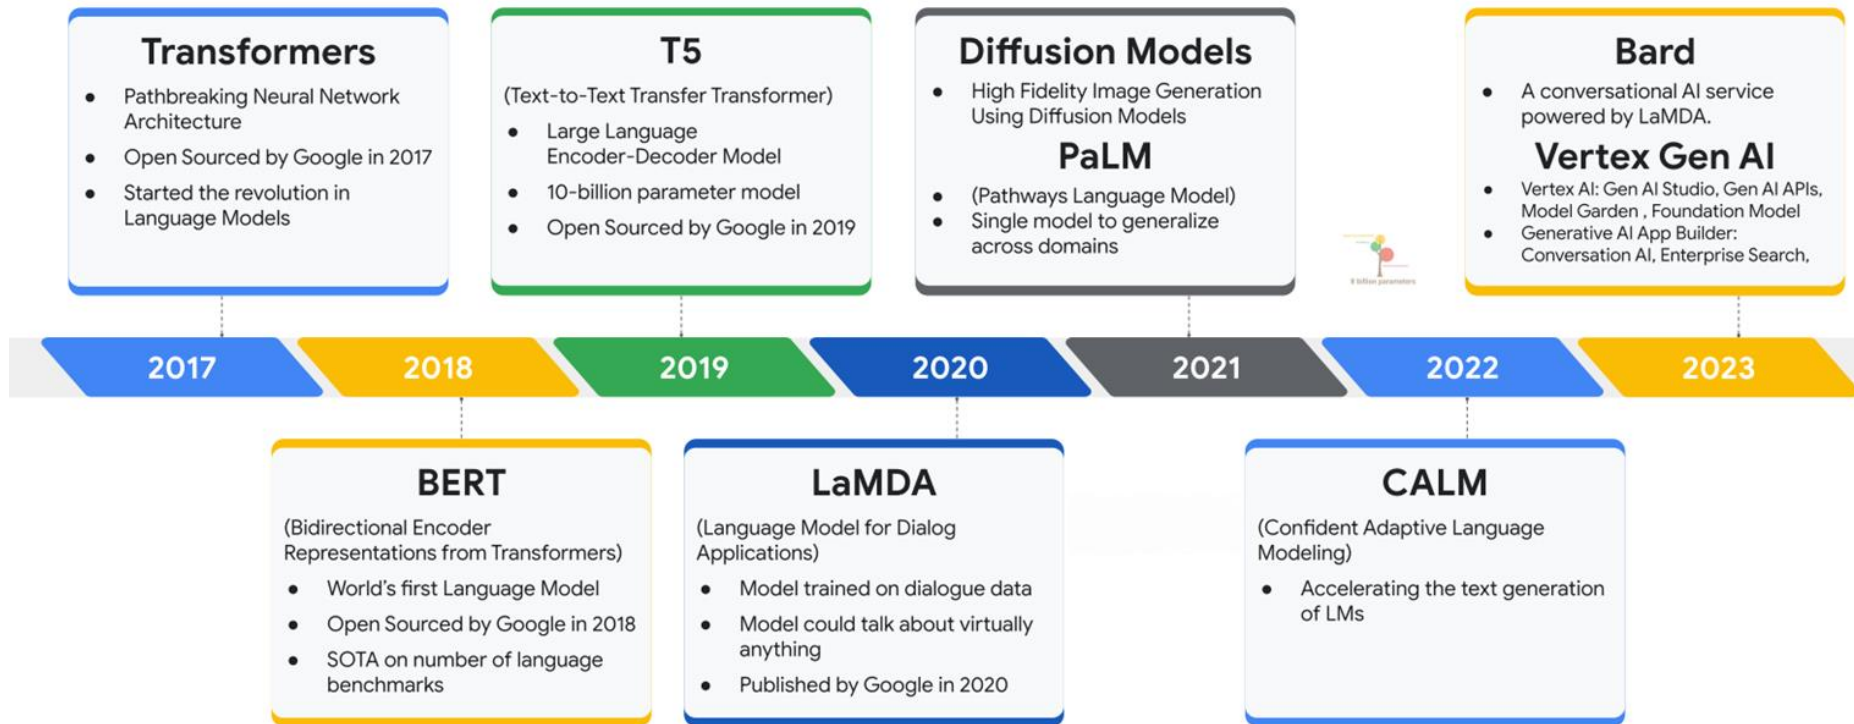 Transformers
● Pathbreaking Neural Network
Architecture
● Open Sourced by Google in 2017
● Started the revolution in
Language Models
T5
(Text-to-Text Transfer Transformer)
● Large Language
Encoder-Decoder Model
● 10-billion parameter model
● Open Sourced by Google in 2019
Diffusion Models
● High Fidelity Image Generation
Using Diffusion Models
PaLM
● (Pathways Language Model)
● Single model to generalize
across domains
8 billion parameters
Bard
● A conversational AI service
powered by LaMDA.
Vertex Gen AI
● Vertex AI: Gen AI Studio, Gen AI APIs,
Model Garden , Foundation Model
● Generative AI App Builder:
Conversation AI, Enterprise Search,
2017
2018
2019
2020
2021
2022
2023
BERT
(Bidirectional Encoder
Representations from Transformers)
● World's first Language Model
● Open Sourced by Google in 2018
● SOTA on number of language
benchmarks
LaMDA
(Language Model for Dialog
Applications)
● Model trained on dialogue data
● Model could talk about virtually
anything
● Published by Google in 2020
CALM
(Confident Adaptive Language
Modeling)
● Accelerating the text generation
of LMs